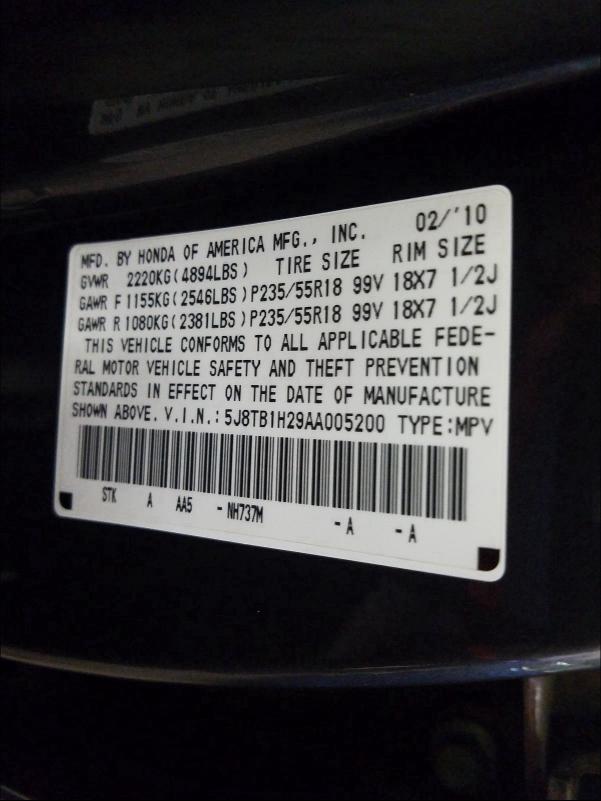 MFD. BY HONDA OF AMERICA MFG., INC. 02/'10
GVWR 2220KG(4894LBS) TIRE SIZE RIM SIZE
GAWR F 1155KG(2546LBS)P235/55R18 99V 18X7 1/2J
GAWR R 1080KG(2381LBS)P235/55R18 99V 18X7 1/2J
THIS VEHICLE CONFORMS TO ALL APPLICABLE FEDE-
RAL MOTOR VEHICLE SAFETY AND THEFT PREVENTION
STANDARDS IN EFFECT ON THE DATE OF MANUFACTURE
SHOWN ABOVE. V.I.N.: 5J8TB1H29AA005200 TYPE:MPV
STK A AA5 - NH737M - A - A